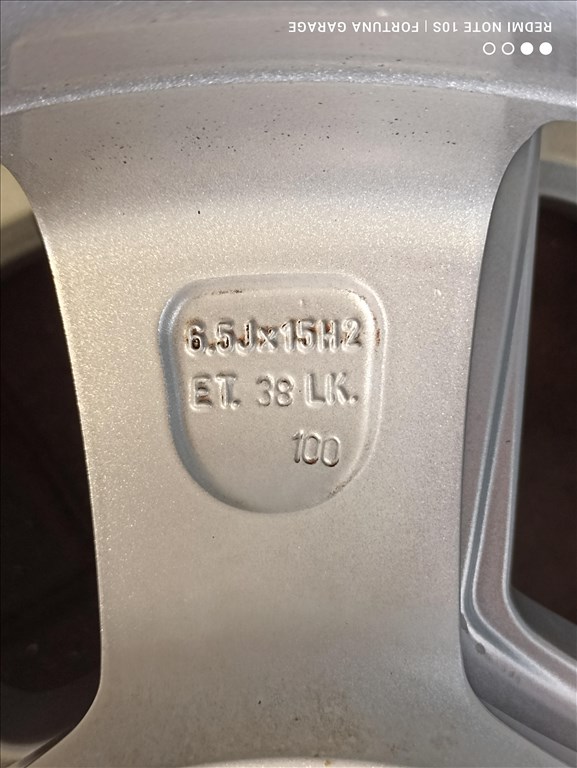 6.5Jx15H2
ET. 38 LK.
100
REDMI NOTE 10S | FORTUNA GARAGE